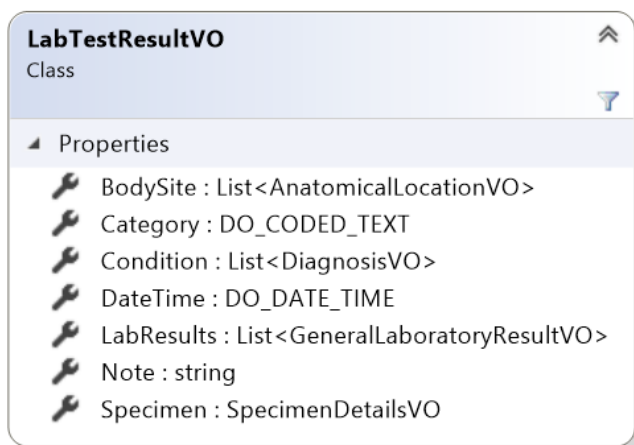 LabTestResultVO
Class
Properties
BodySite : List<AnatomicalLocationVO>
Category : DO_CODED_TEXT
Condition : List<DiagnosisVO>
DateTime : DO_DATE_TIME
LabResults : List<GeneralLaboratoryResultVO>
Note : string
Specimen : SpecimenDetailsVO